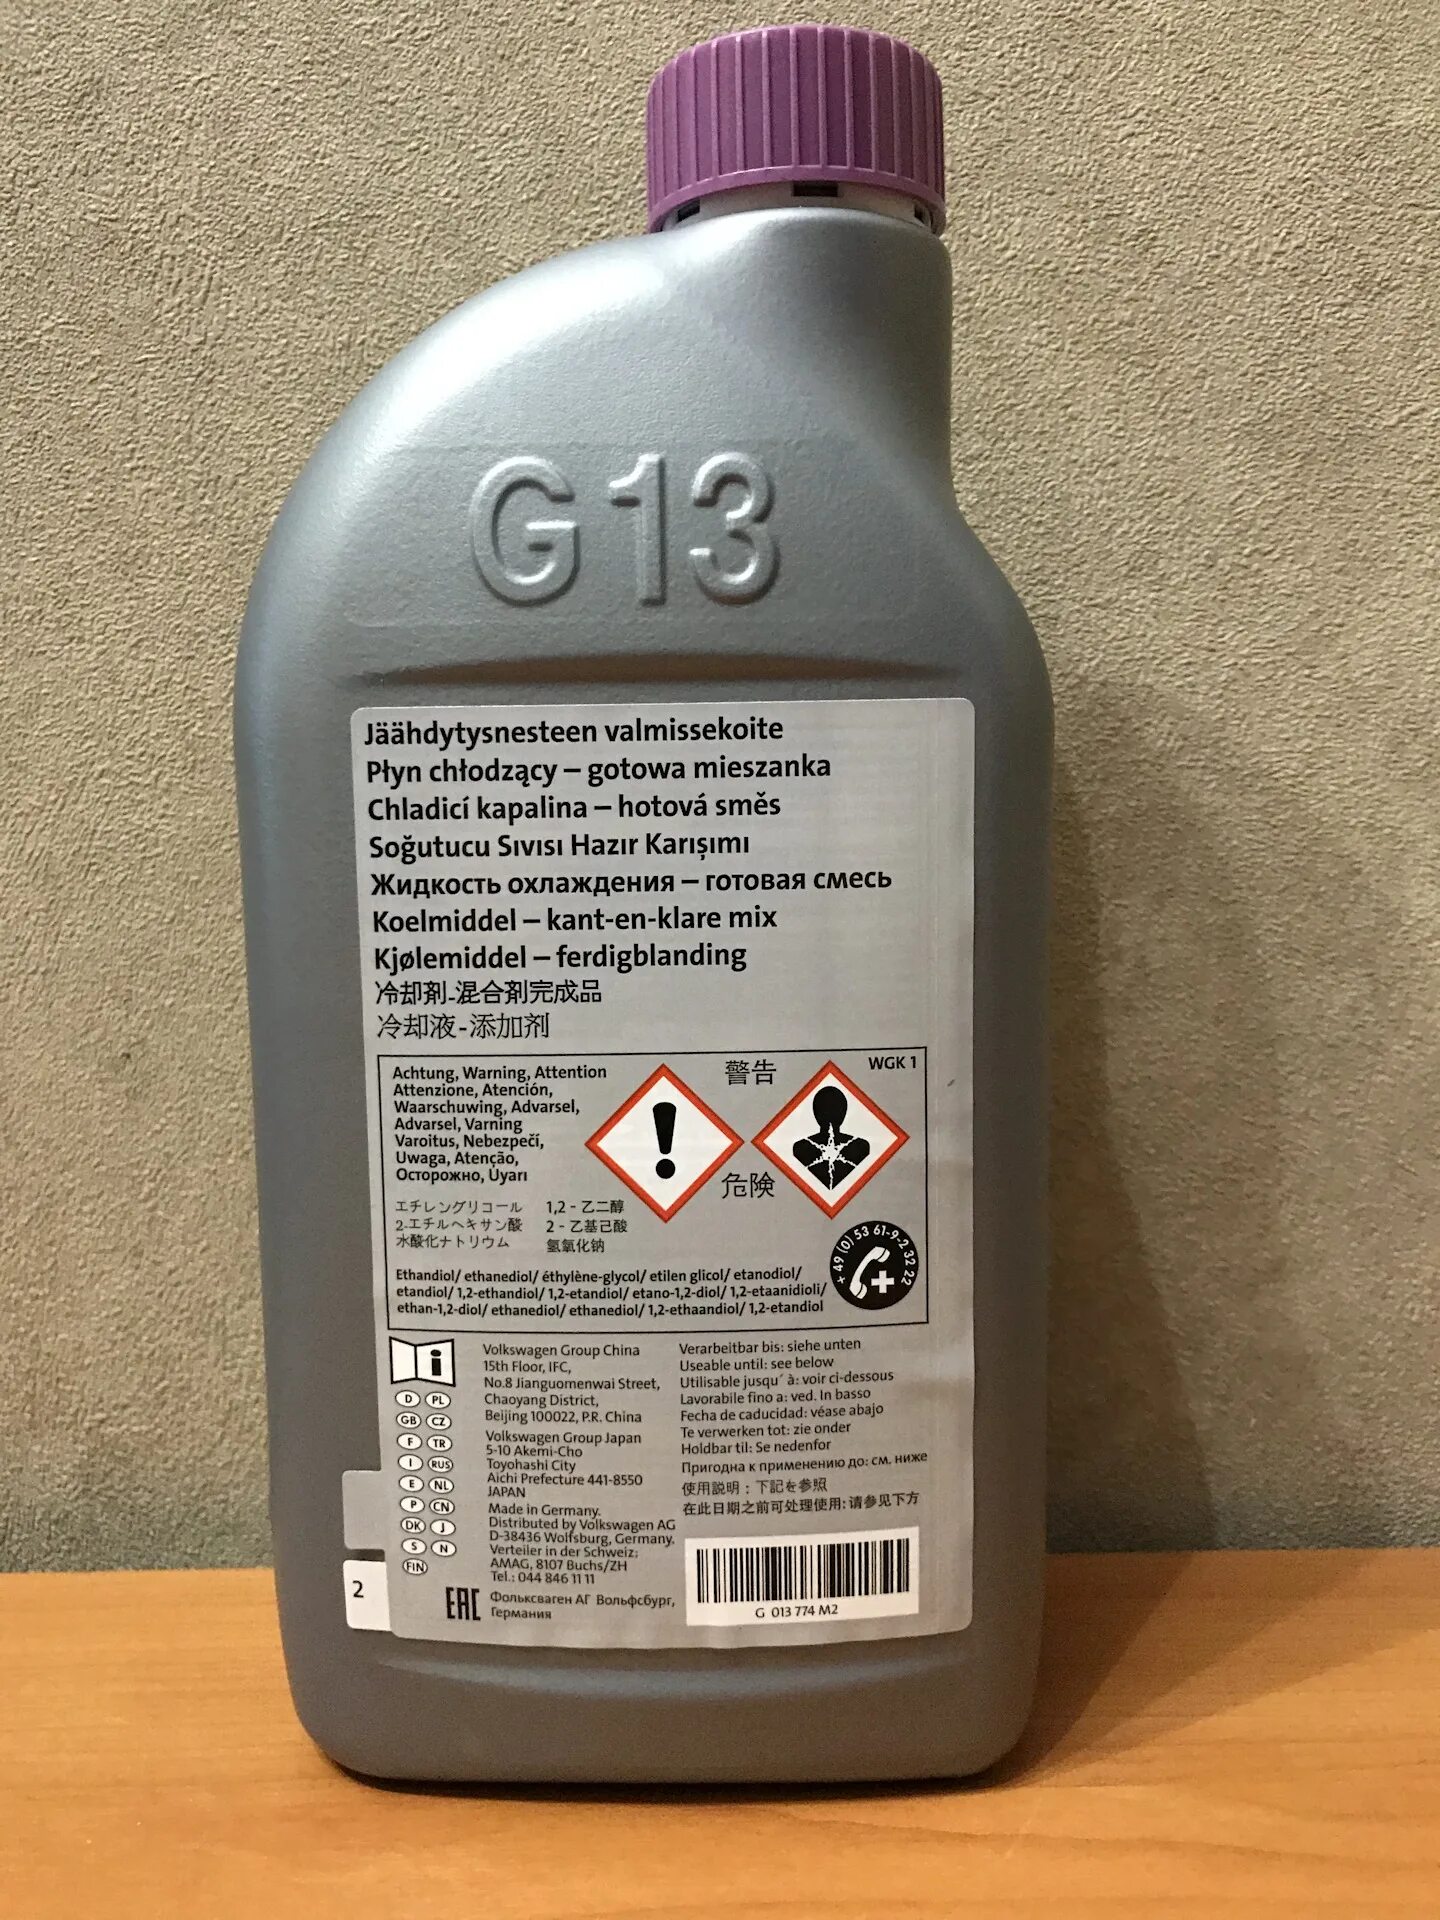 G13
Jäähdytysnesteen valmissekoite
Płyn chłodzący – gotowa mieszanka
Chladicí kapalina – hotová směs
Soğutucu Sıvısı Hazır Karışımı
Жидкость охлаждения – готовая смесь
Koelmiddel – kant-en-klare mix
Kjølemiddel – ferdigblanding
冷却剤-混合剤完成品
冷却液-添加剂
Achtung, Warning, Attention
Attenzione, Atención,
Waarschuwing, Advarsel,
Advarsel, Varning
Varoitus, Nebezpečí,
Uwaga, Atenção,
Осторожно, Uyarı
警告
危険
WGK 1
エチレングリコール
2-エチルヘキサン酸
水酸化ナトリウム
1,2 - 乙二醇
2 - 乙基己酸
氢氧化钠
+ 49 (0) 53 61-9-2 32 22
Ethandiol/ ethanediol/ éthylène-glycol/ etilen glicol/ etanodiol/
etandiol/ 1,2-ethandiol/ 1,2-etandiol/ etano-1,2-diol/ 1,2-etaanidioli/
ethan-1,2-diol/ ethanediol/ ethanediol/ 1,2-ethaandiol/ 1,2-etandiol
i
D PL
GB CZ
F TR
I RUS
E NL
P CN
DK J
S N
FIN
Volkswagen Group China
15th Floor, IFC,
No.8 Jianguomenwai Street,
Chaoyang District,
Beijing 100022, P.R. China
Volkswagen Group Japan
5-10 Akemi-Cho
Toyohashi City
Aichi Prefecture 441-8550
JAPAN
Made in Germany.
Distributed by Volkswagen AG
D-38436 Wolfsburg, Germany.
Verteiler in der Schweiz:
AMAG, 8107 Buchs/ZH
Tel.: 044 846 11 11
EAC
Фольксваген АГ Вольфсбург,
Германия
Verarbeitbar bis: siehe unten
Useable until: see below
Utilisable jusqu´ à: voir ci-dessous
Lavorabile fino a: ved. In basso
Fecha de caducidad: véase abajo
Te verwerken tot: zie onder
Holdbar til: Se nedenfor
Пригодна к применению до: см. ниже
使用説明：下記を参照
在此日期之前可处理使用: 请参见下方
G 013 774 M2
2